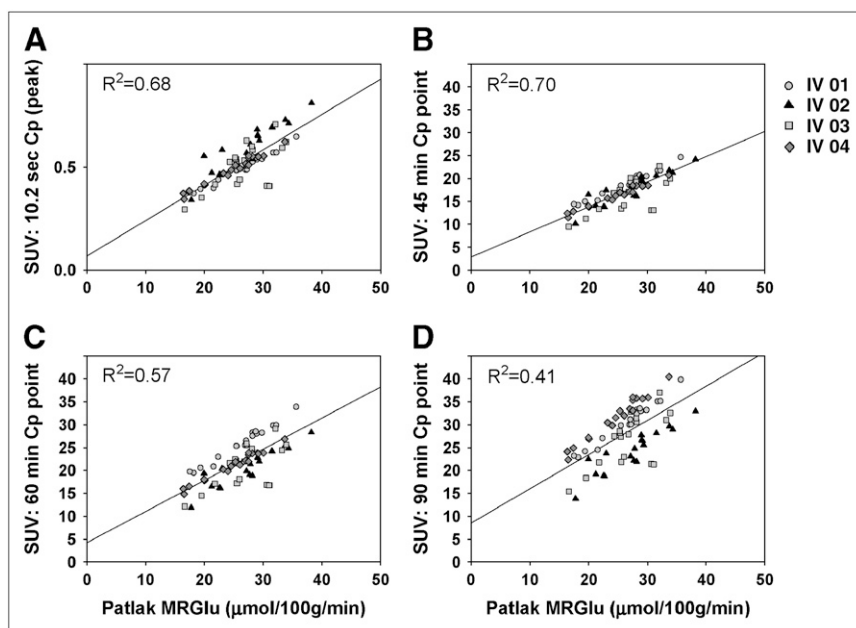 A
R²=0.68
SUV: 10.2 sec Cp (peak)
0.5
0.0
0 10 20 30 40 50
B
R²=0.70
SUV: 45 min Cp point
40
35
30
25
20
15
10
5
0
0 10 20 30 40 50
IV 01
IV 02
IV 03
IV 04
C
R²=0.57
SUV: 60 min Cp point
40
35
30
25
20
15
10
5
0
0 10 20 30 40 50
Patlak MRGlu (μmol/100g/min)
D
R²=0.41
SUV: 90 min Cp point
40
35
30
25
20
15
10
5
0
0 10 20 30 40 50
Patlak MRGlu (μmol/100g/min)